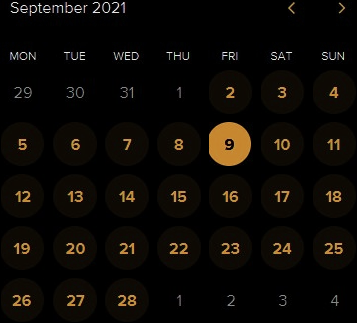 September 2021
MON TUE WED THU FRI SAT SUN
29 30 31 1 2 3 4
5 6 7 8 9 10 11
12 13 14 15 16 17 18
19 20 21 22 23 24 25
26 27 28 1 2 3 4